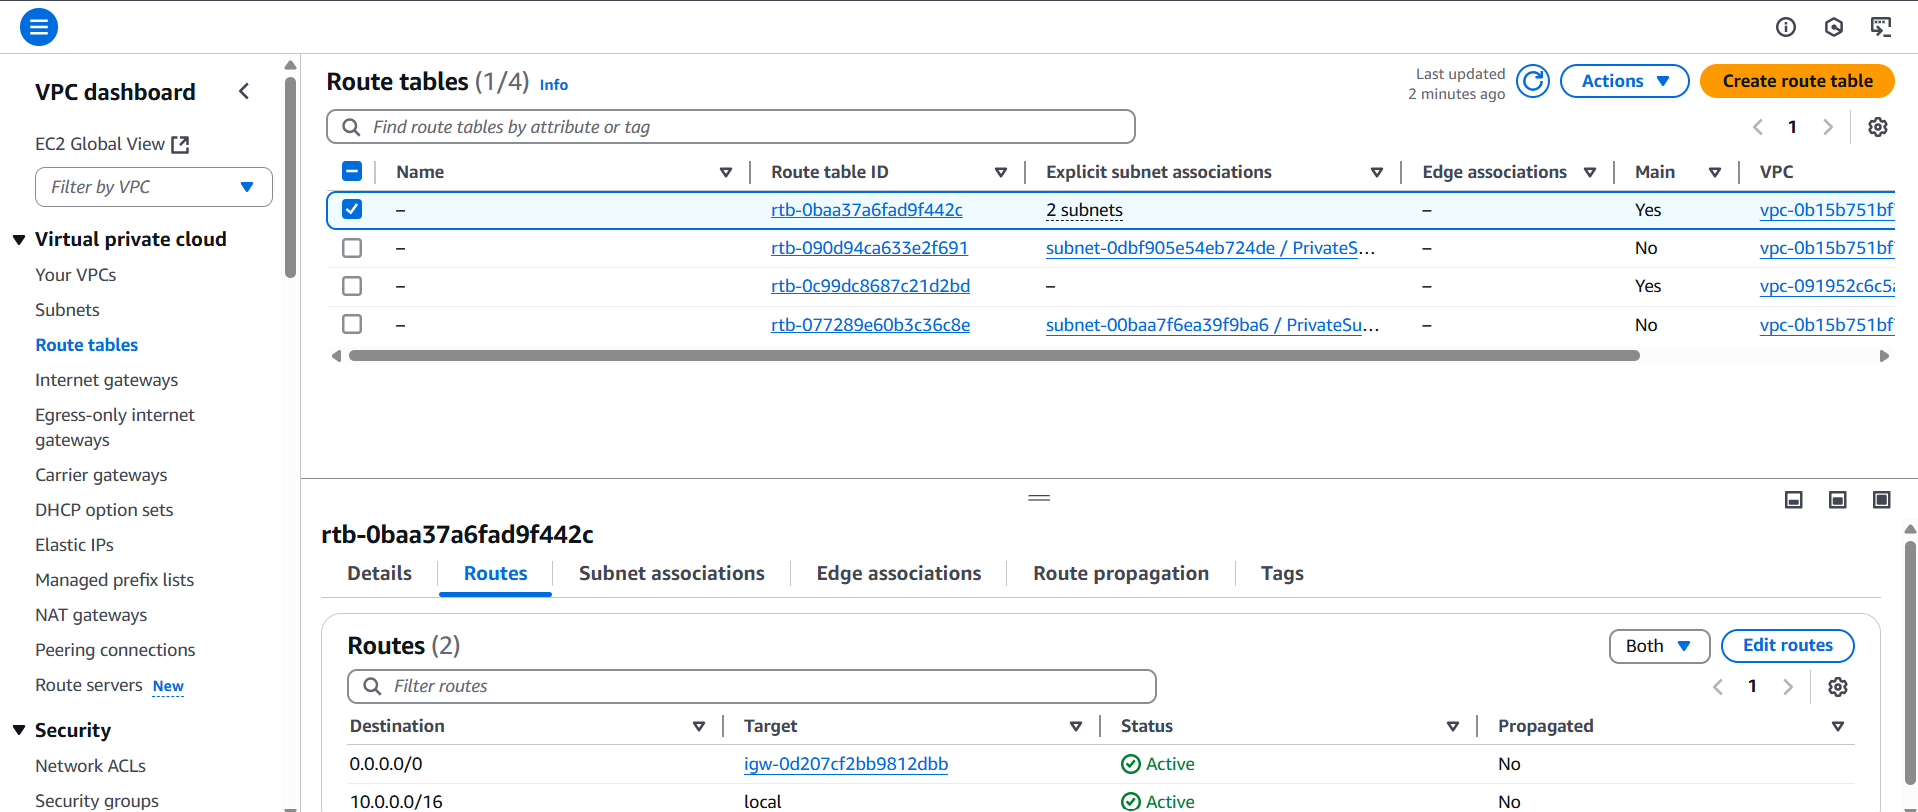 VPC dashboard
EC2 Global View
Filter by VPC
Virtual private cloud
Your VPCs
Subnets
Route tables
Internet gateways
Egress-only internet
gateways
Carrier gateways
DHCP option sets
Elastic IPs
Managed prefix lists
NAT gateways
Peering connections
Route servers New
Security
Network ACLs
Security groups
Route tables (1/4) Info
Last updated
2 minutes ago
Actions
Create route table
Find route tables by attribute or tag
1
Name Route table ID Explicit subnet associations Edge associations Main VPC
– rtb-0baa37a6fad9f442c 2 subnets – Yes vpc-0b15b751bf
– rtb-090d94ca633e2f691 subnet-0dbf905e54eb724de / PrivateS... – No vpc-0b15b751bf
– rtb-0c99dc8687c21d2bd – – Yes vpc-091952c6c5
– rtb-077289e60b3c36c8e subnet-00baa7f6ea39f9ba6 / PrivateSu... – No vpc-0b15b751bf
rtb-0baa37a6fad9f442c
Details Routes Subnet associations Edge associations Route propagation Tags
Routes (2)
Both
Edit routes
Filter routes
1
Destination Target Status Propagated
0.0.0.0/0 igw-0d207cf2bb9812dbb Active No
10.0.0.0/16 local Active No